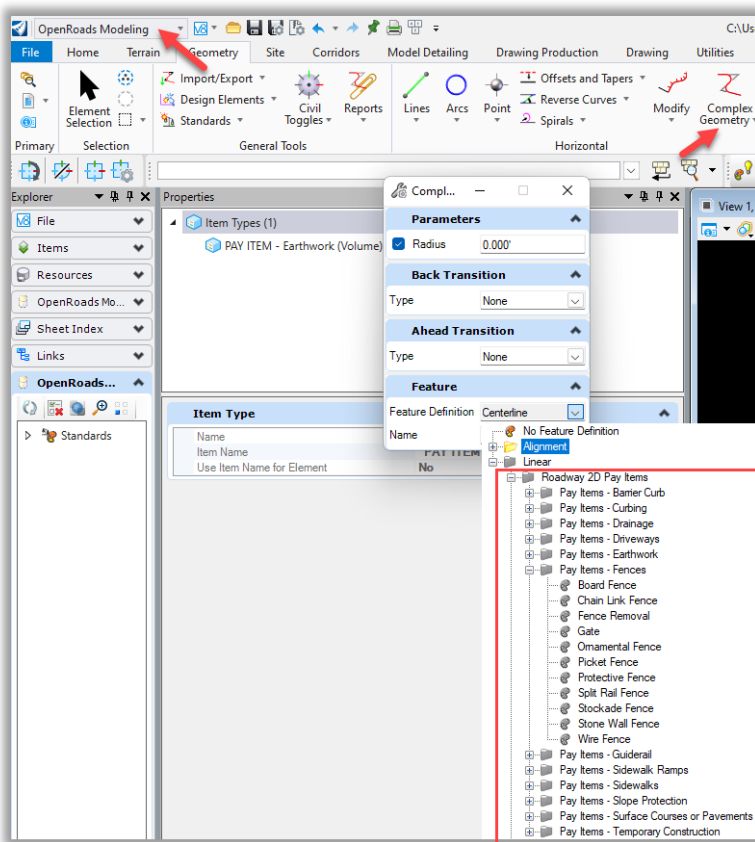 OpenRoads Modeling
C:\Us
File Home Terrain Geometry Site Corridors Model Detailing Drawing Production Drawing Utilities
Import/Export
Design Elements
Standards
Element Selection
Civil Toggles
Reports
Lines
Arcs
Point
Offsets and Tapers
Reverse Curves
Spirals
Modify
Complex Geometry
Primary Selection General Tools Horizontal
Explorer
File
Items
Resources
OpenRoads Mo...
Sheet Index
Links
OpenRoads...
Standards
Properties
Item Types (1)
PAY ITEM - Earthwork (Volume)
Item Type
Name
Item Name PAY ITEM
Use Item Name for Element No
Compl...
Parameters
Radius 0.000'
Back Transition
Type None
Ahead Transition
Type None
Feature
Feature Definition Centerline
Name
View 1,
No Feature Definition
Alignment
Linear
Roadway 2D Pay Items
Pay Items - Barrier Curb
Pay Items - Curbing
Pay Items - Drainage
Pay Items - Driveways
Pay Items - Earthwork
Pay Items - Fences
Board Fence
Chain Link Fence
Fence Removal
Gate
Ornamental Fence
Picket Fence
Protective Fence
Split Rail Fence
Stockade Fence
Stone Wall Fence
Wire Fence
Pay Items - Guiderail
Pay Items - Sidewalk Ramps
Pay Items - Sidewalks
Pay Items - Slope Protection
Pay Items - Surface Courses or Pavements
Pay Items - Temporary Construction